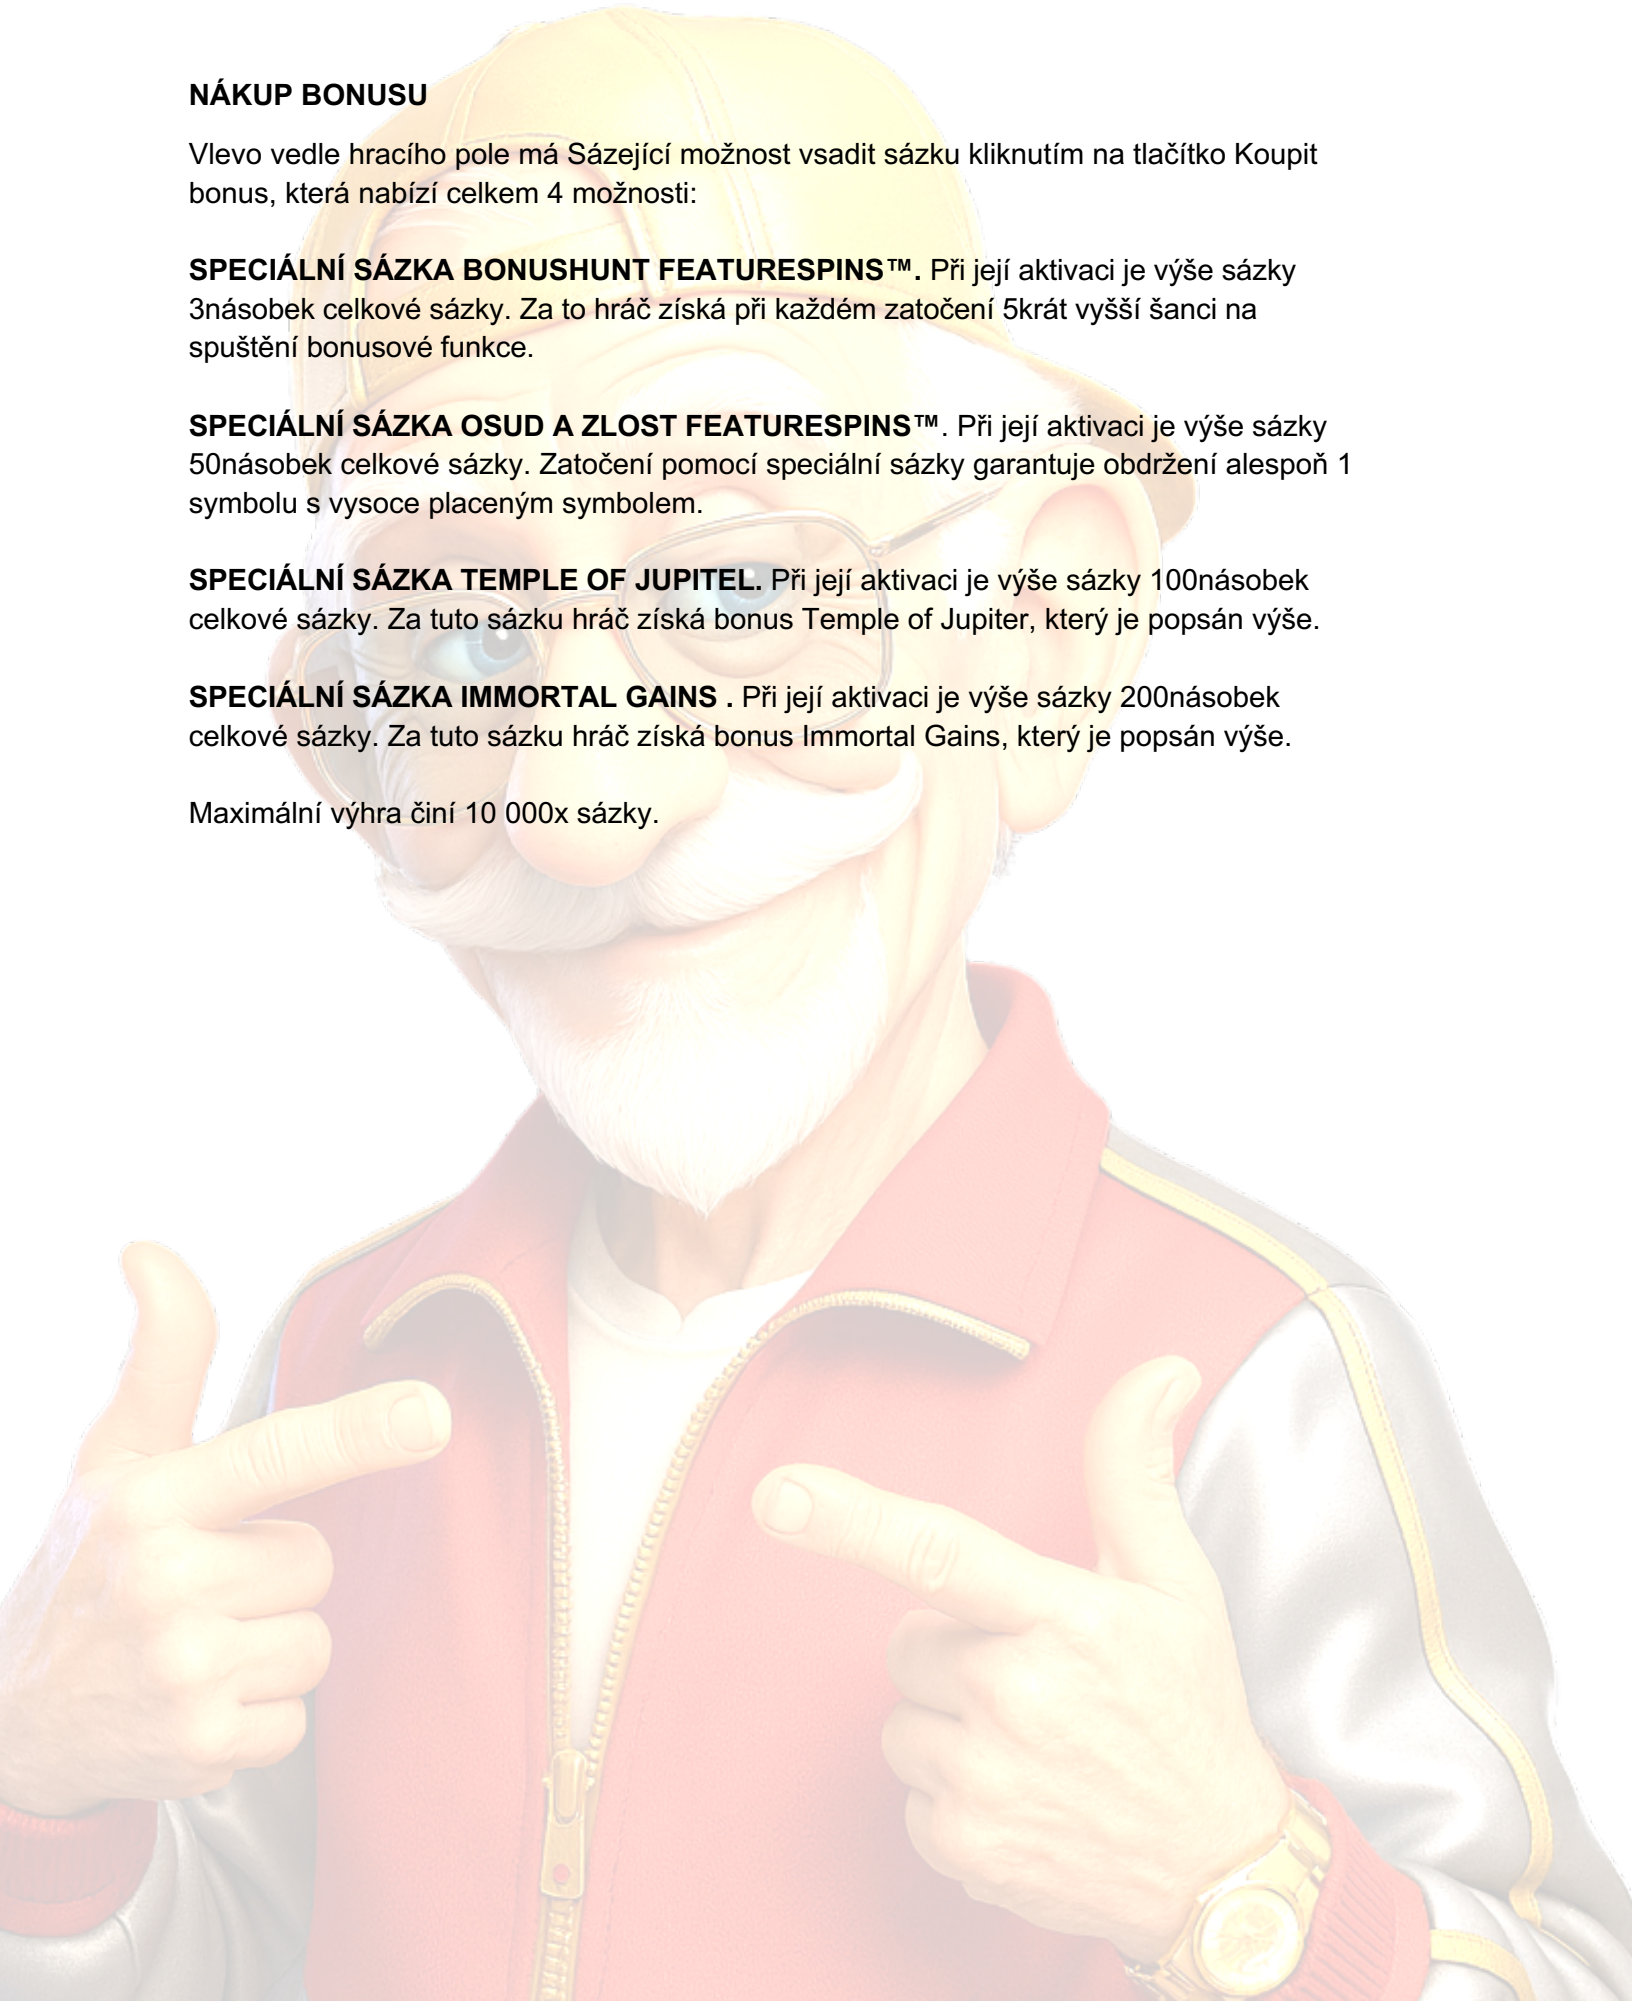 NÁKUP BONUSU
Vlevo vedle hracího pole má Sázející možnost vsadit sázku kliknutím na tlačítko Koupit
bonus, která nabízí celkem 4 možnosti:
SPECIÁLNÍ SÁZKA BONUSHUNT FEATURESPINS™. Při její aktivaci je výše sázky
3násobek celkové sázky. Za to hráč získá při každém zatočení 5krát vyšší šanci na
spuštění bonusové funkce.
SPECIÁLNÍ SÁZKA OSUD A ZLOST FEATURESPINS™. Při její aktivaci je výše sázky
50násobek celkové sázky. Zatočení pomocí speciální sázky garantuje obdržení alespoň 1
symbolu s vysoce placeným symbolem.
SPECIÁLNÍ SÁZKA TEMPLE OF JUPITEL. Při její aktivaci je výše sázky 100násobek
celkové sázky. Za tuto sázku hráč získá bonus Temple of Jupiter, který je popsán výše.
SPECIÁLNÍ SÁZKA IMMORTAL GAINS . Při její aktivaci je výše sázky 200násobek
celkové sázky. Za tuto sázku hráč získá bonus Immortal Gains, který je popsán výše.
Maximální výhra činí 10 000x sázky.